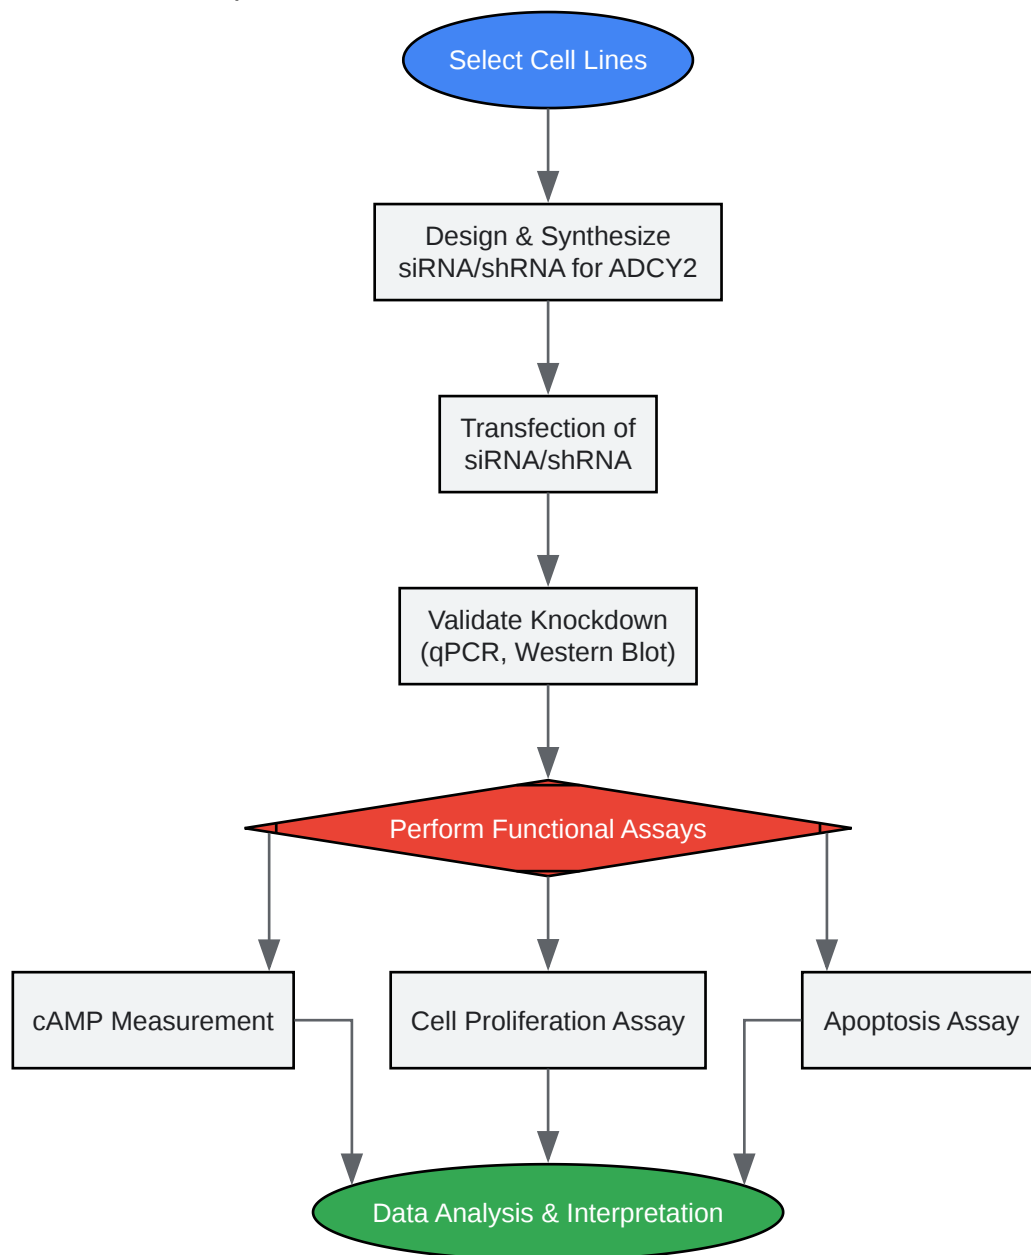 Select Cell Lines
Design & Synthesize
siRNA/shRNA for ADCY2
Transfection of
siRNA/shRNA
Validate Knockdown
(qPCR, Western Blot)
Perform Functional Assays
cAMP Measurement
Cell Proliferation Assay
Apoptosis Assay
Data Analysis & Interpretation